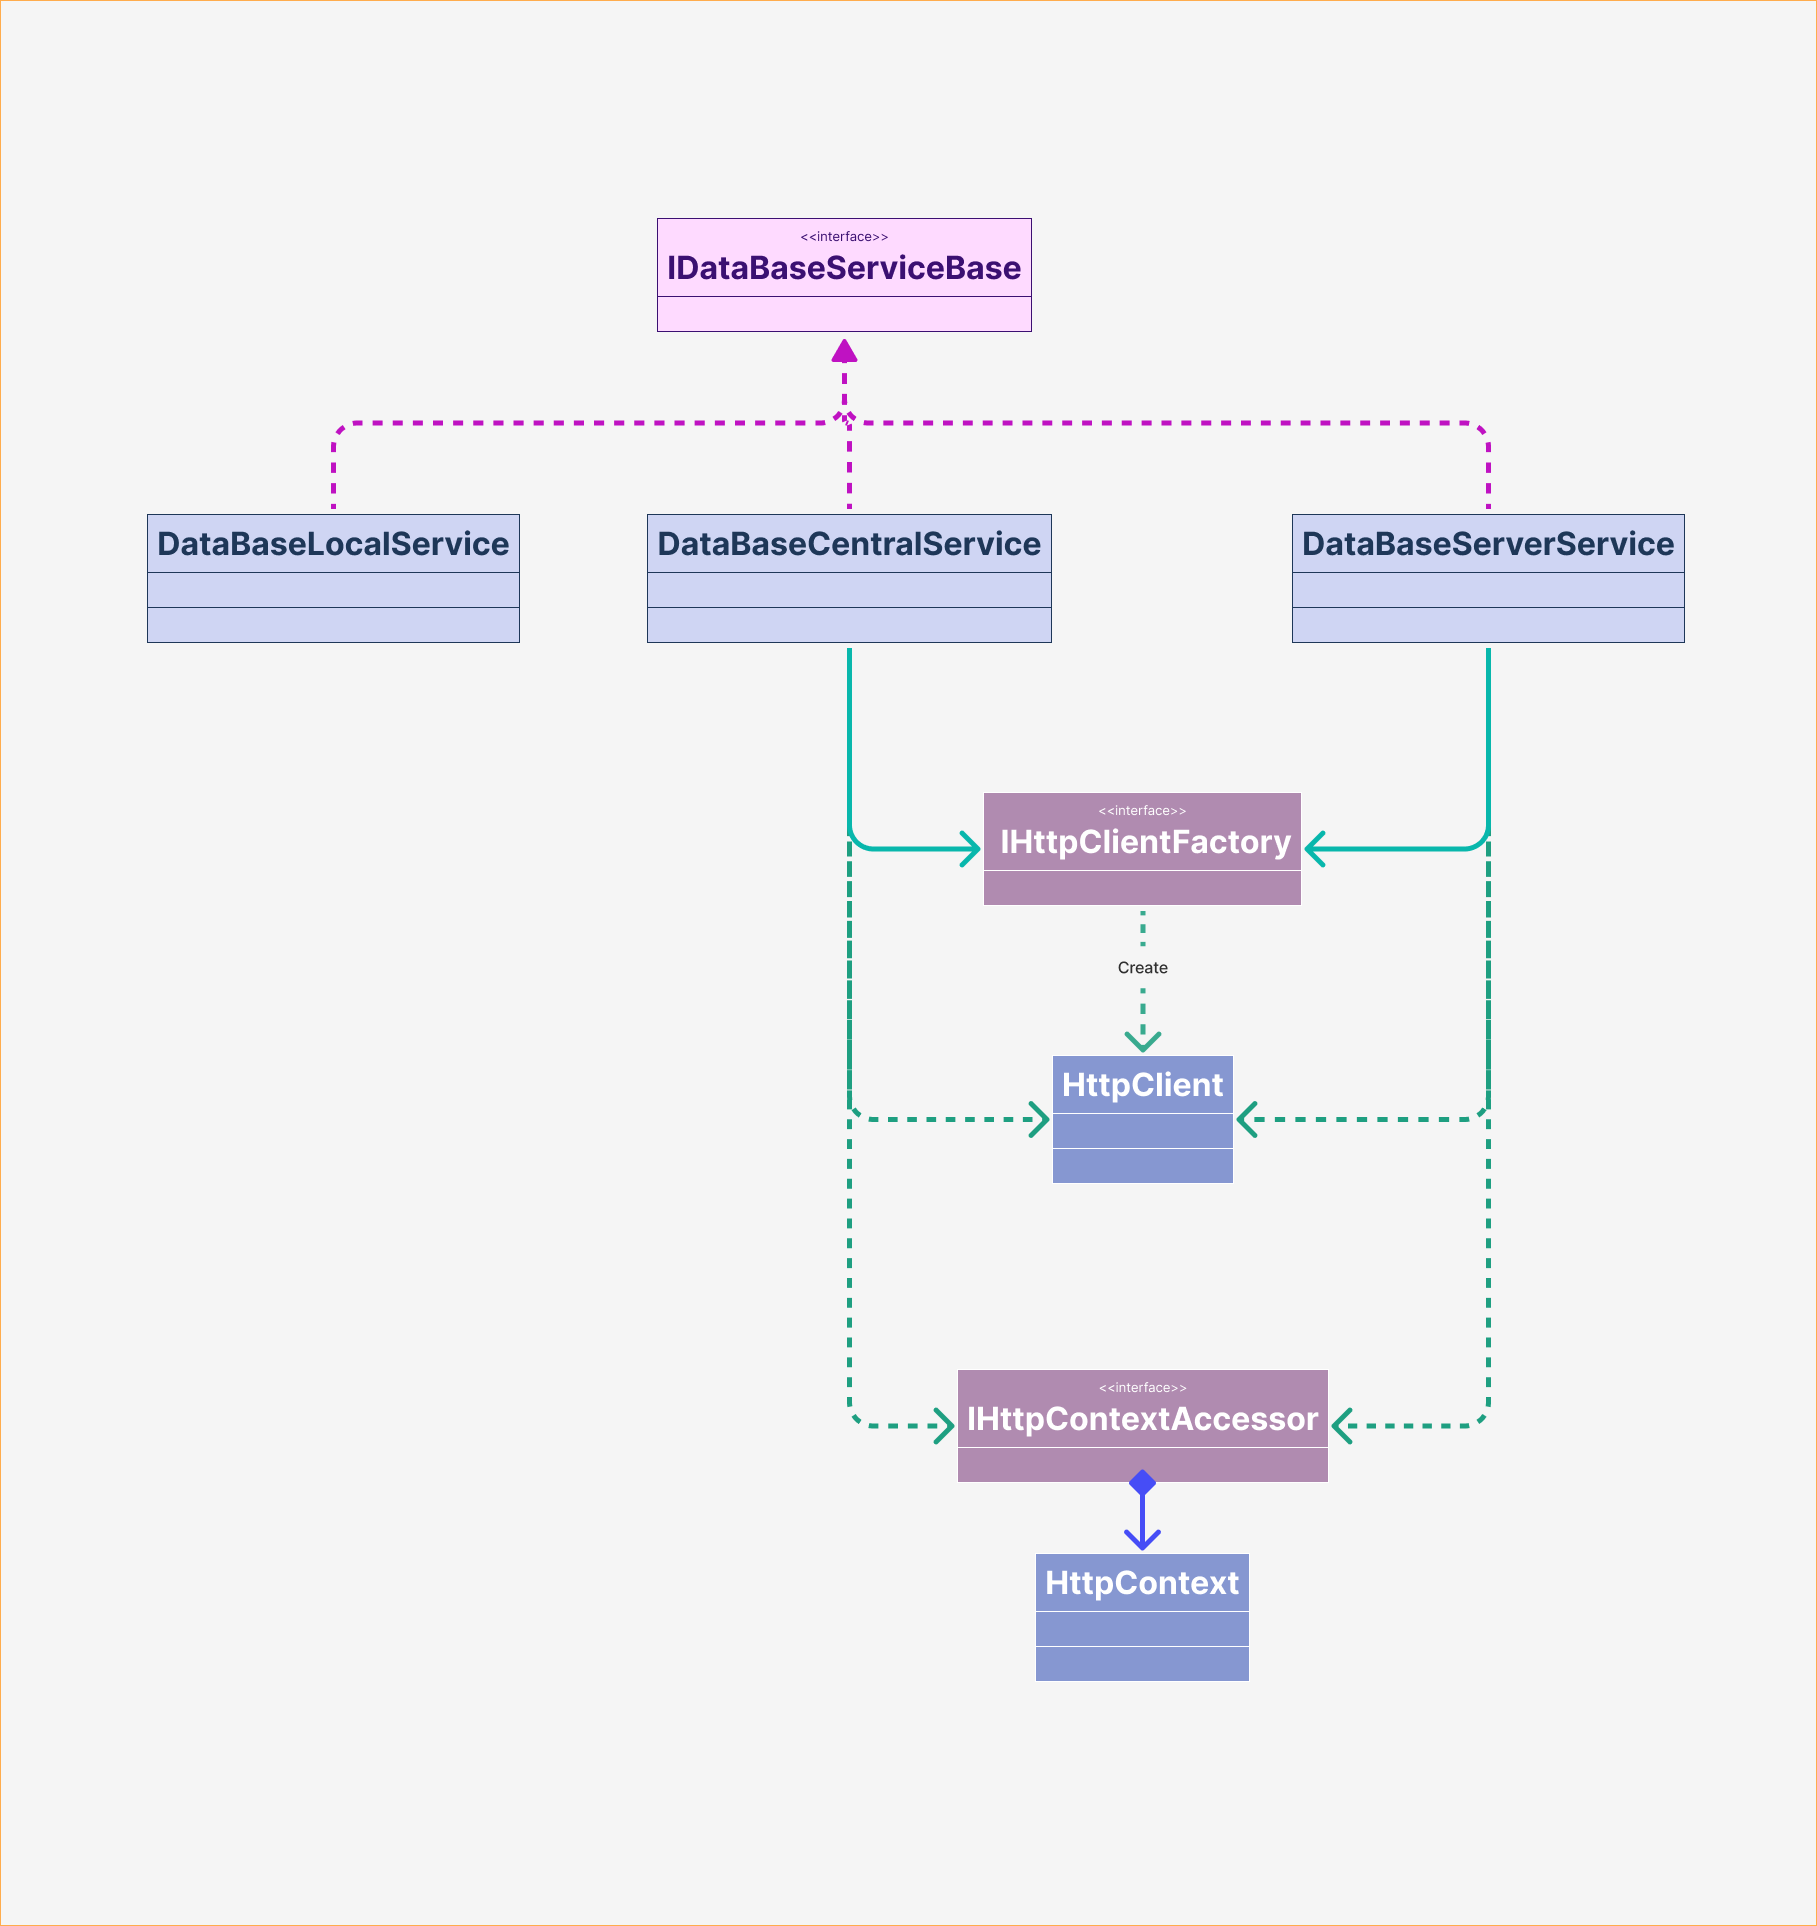 <<interface>>
IDataBaseServiceBase
DataBaseLocalService
DataBaseCentralService
DataBaseServerService
<<interface>>
IHttpClientFactory
Create
HttpClient
<<interface>>
IHttpContextAccessor
HttpContext